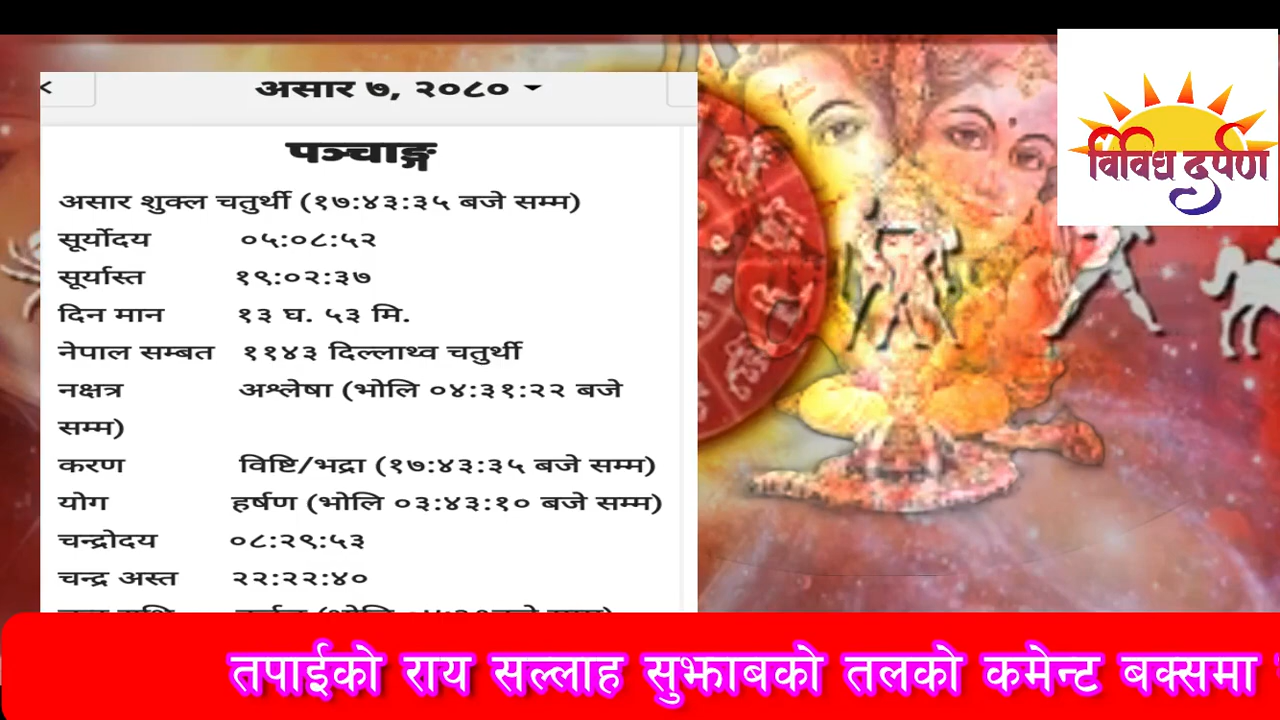 असार ७, २०८०
पञ्चाङ्ग
असार शुक्ल चतुर्थी (१७:४३:३५ बजे सम्म)
सूर्योदय ०५:०८:५२
सूर्यास्त १९:०२:३७
दिन मान १३ घ. ५३ मि.
नेपाल सम्बत ११४३ दिल्लाथ्व चतुर्थी
नक्षत्र अश्लेषा (भोलि ०४:३१:२२ बजे
सम्म)
करण विष्टि/भद्रा (१७:४३:३५ बजे सम्म)
योग हर्षण (भोलि ०३:४३:१० बजे सम्म)
चन्द्रोदय ०८:२९:५३
चन्द्र अस्त २२:२२:४०
विविध दर्पण
तपाईको राय सल्लाह सुझाबको तलको कमेन्ट बक्समा